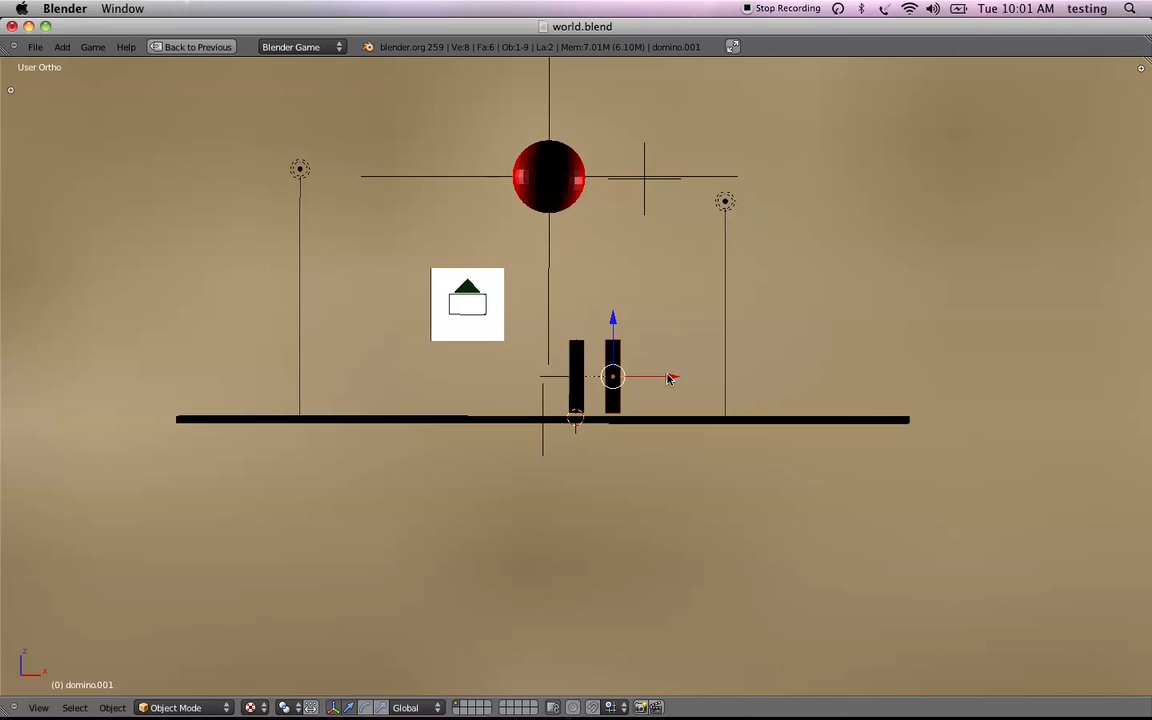 Blender Window Stop Recording Tue 10:01 AM testing
world.blend
File Add Game Help Back to Previous Blender Game blender.org 259 | Ve:8 | Fa:6 | Ob:1-9 | La:2 | Mem:7.01M (6.10M) | domino.001
User Ortho
z
x
(0) domino.001
View Select Object Object Mode Global